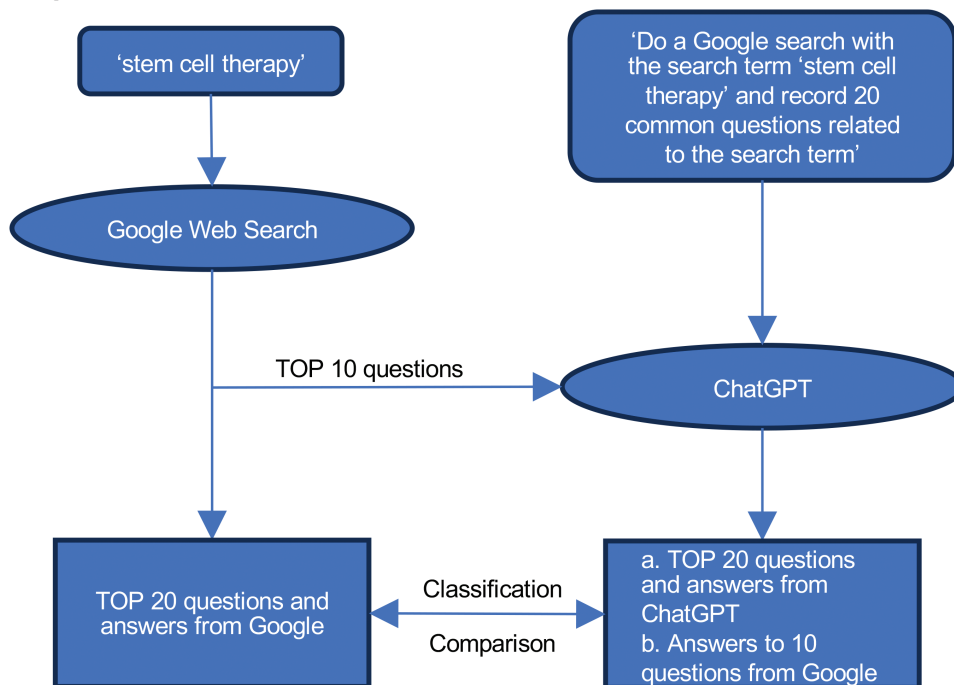 ‘stem cell therapy’
‘Do a Google search with
the search term ‘stem cell
therapy’ and record 20
common questions related
to the search term’
Google Web Search
TOP 10 questions
ChatGPT
TOP 20 questions and
answers from Google
Classification
Comparison
a. TOP 20 questions
and answers from
ChatGPT
b. Answers to 10
questions from Google